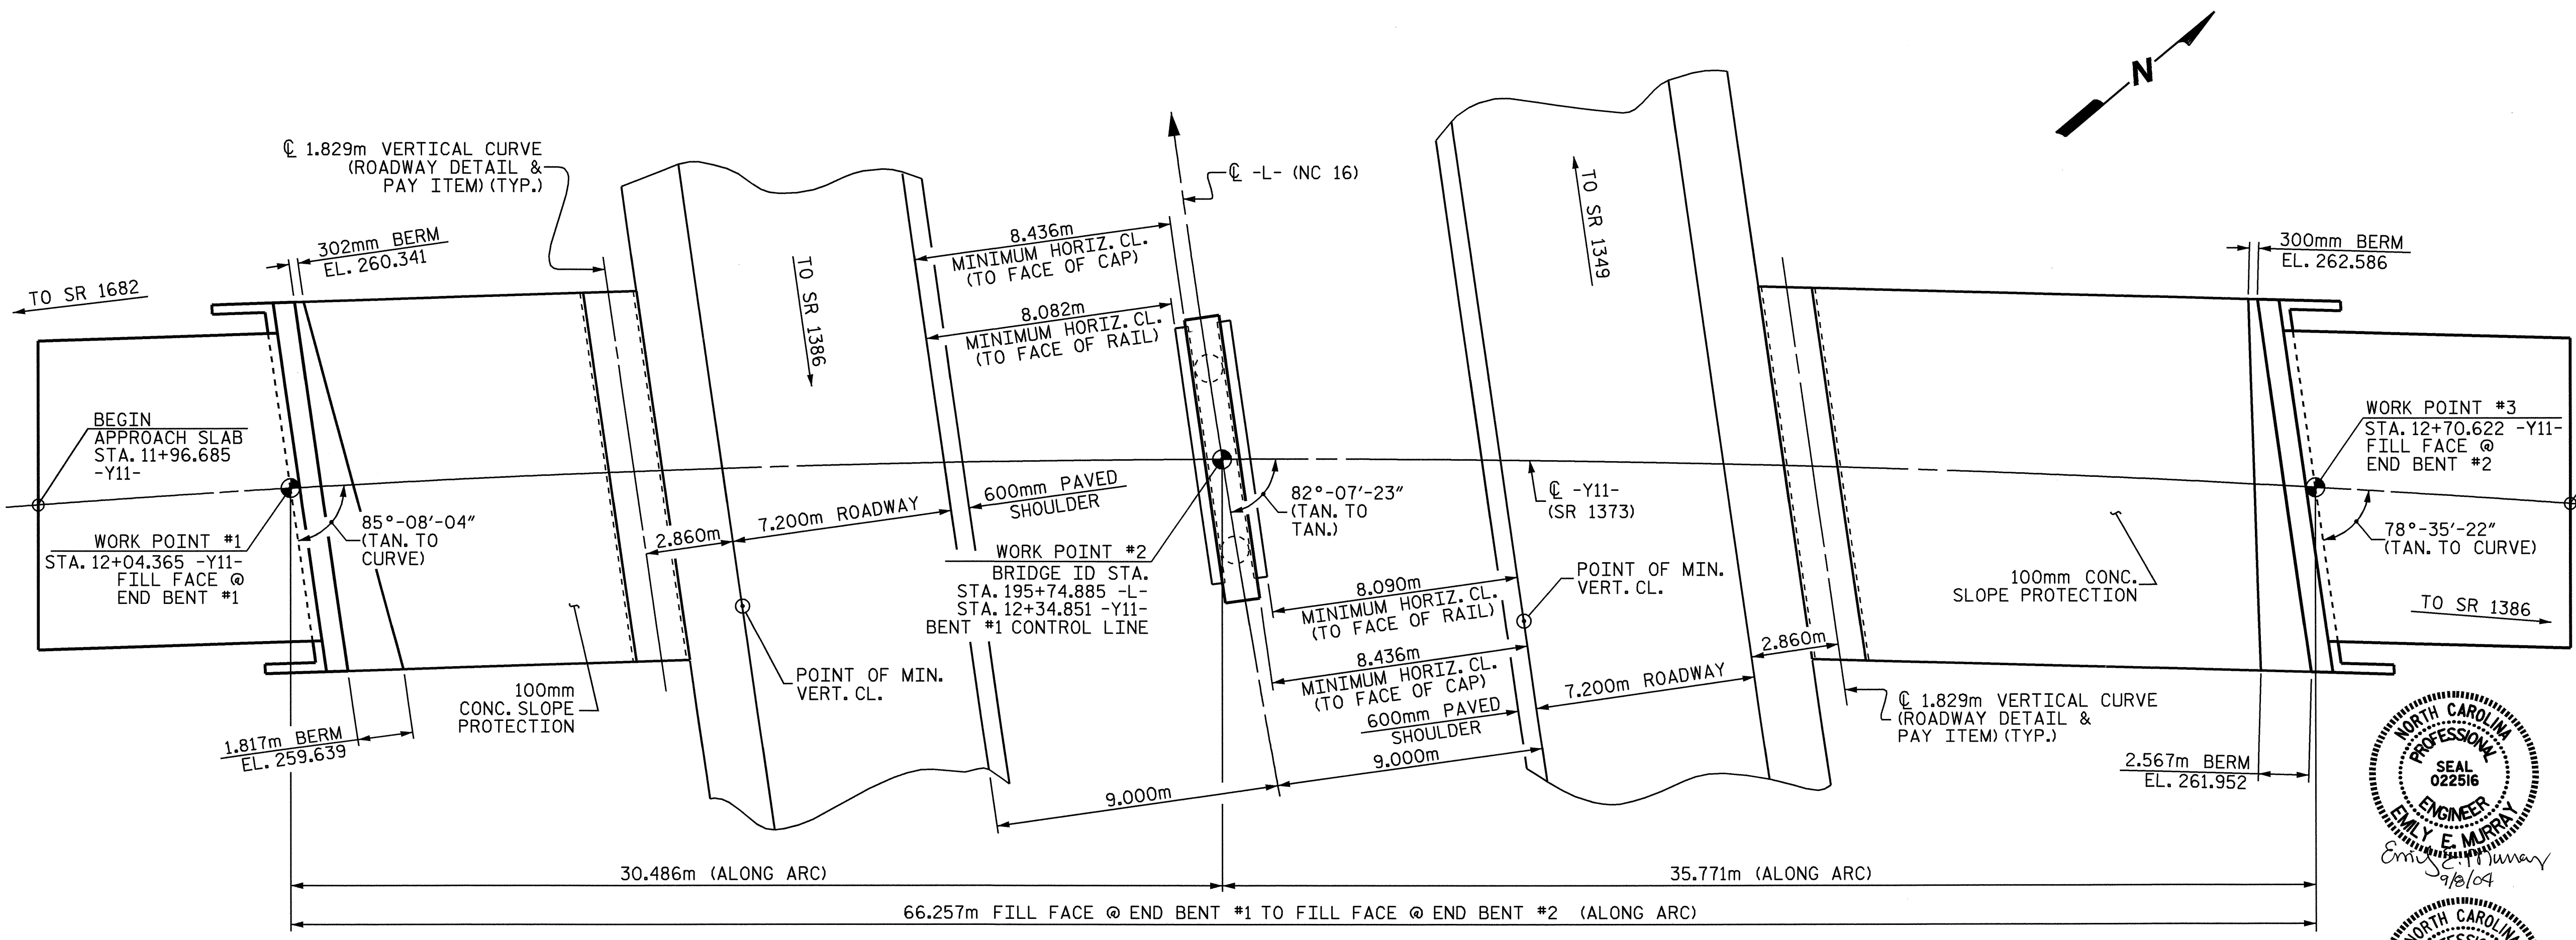 N
℄ 1.829m VERTICAL CURVE
(ROADWAY DETAIL &
PAY ITEM) (TYP.)
℄ -L- (NC 16)
302mm BERM
EL. 260.341
TO SR 1682
TO SR 1386
8.436m
MINIMUM HORIZ. CL.
(TO FACE OF CAP)
8.082m
MINIMUM HORIZ. CL.
(TO FACE OF RAIL)
TO SR 1349
300mm BERM
EL. 262.586
BEGIN
APPROACH SLAB
STA. 11+96.685
-Y11-
WORK POINT #1
STA. 12+04.365 -Y11-
FILL FACE @
END BENT #1
85°-08'-04"
(TAN. TO
CURVE)
2.860m
7.200m ROADWAY
600mm PAVED
SHOULDER
WORK POINT #2
BRIDGE ID STA.
STA. 195+74.885 -L-
STA. 12+34.851 -Y11-
BENT #1 CONTROL LINE
82°-07'-23"
(TAN. TO
TAN.)
℄ -Y11-
(SR 1373)
WORK POINT #3
STA. 12+70.622 -Y11-
FILL FACE @
END BENT #2
78°-35'-22"
(TAN. TO CURVE)
100mm CONC.
SLOPE PROTECTION
TO SR 1386
POINT OF MIN.
VERT. CL.
8.090m
MINIMUM HORIZ. CL.
(TO FACE OF RAIL)
8.436m
MINIMUM HORIZ. CL.
(TO FACE OF CAP)
POINT OF MIN.
VERT. CL.
2.860m
7.200m ROADWAY
600mm PAVED
SHOULDER
9.000m
9.000m
100mm
CONC. SLOPE
PROTECTION
1.817m BERM
EL. 259.639
℄ 1.829m VERTICAL CURVE
(ROADWAY DETAIL &
PAY ITEM) (TYP.)
2.567m BERM
EL. 261.952
NORTH CAROLINA
PROFESSIONAL
SEAL
022516
ENGINEER
EMILY E. MURRAY
Emily E. Murray
9/8/04
30.486m (ALONG ARC)
35.771m (ALONG ARC)
66.257m FILL FACE @ END BENT #1 TO FILL FACE @ END BENT #2 (ALONG ARC)
NORTH CAROLINA